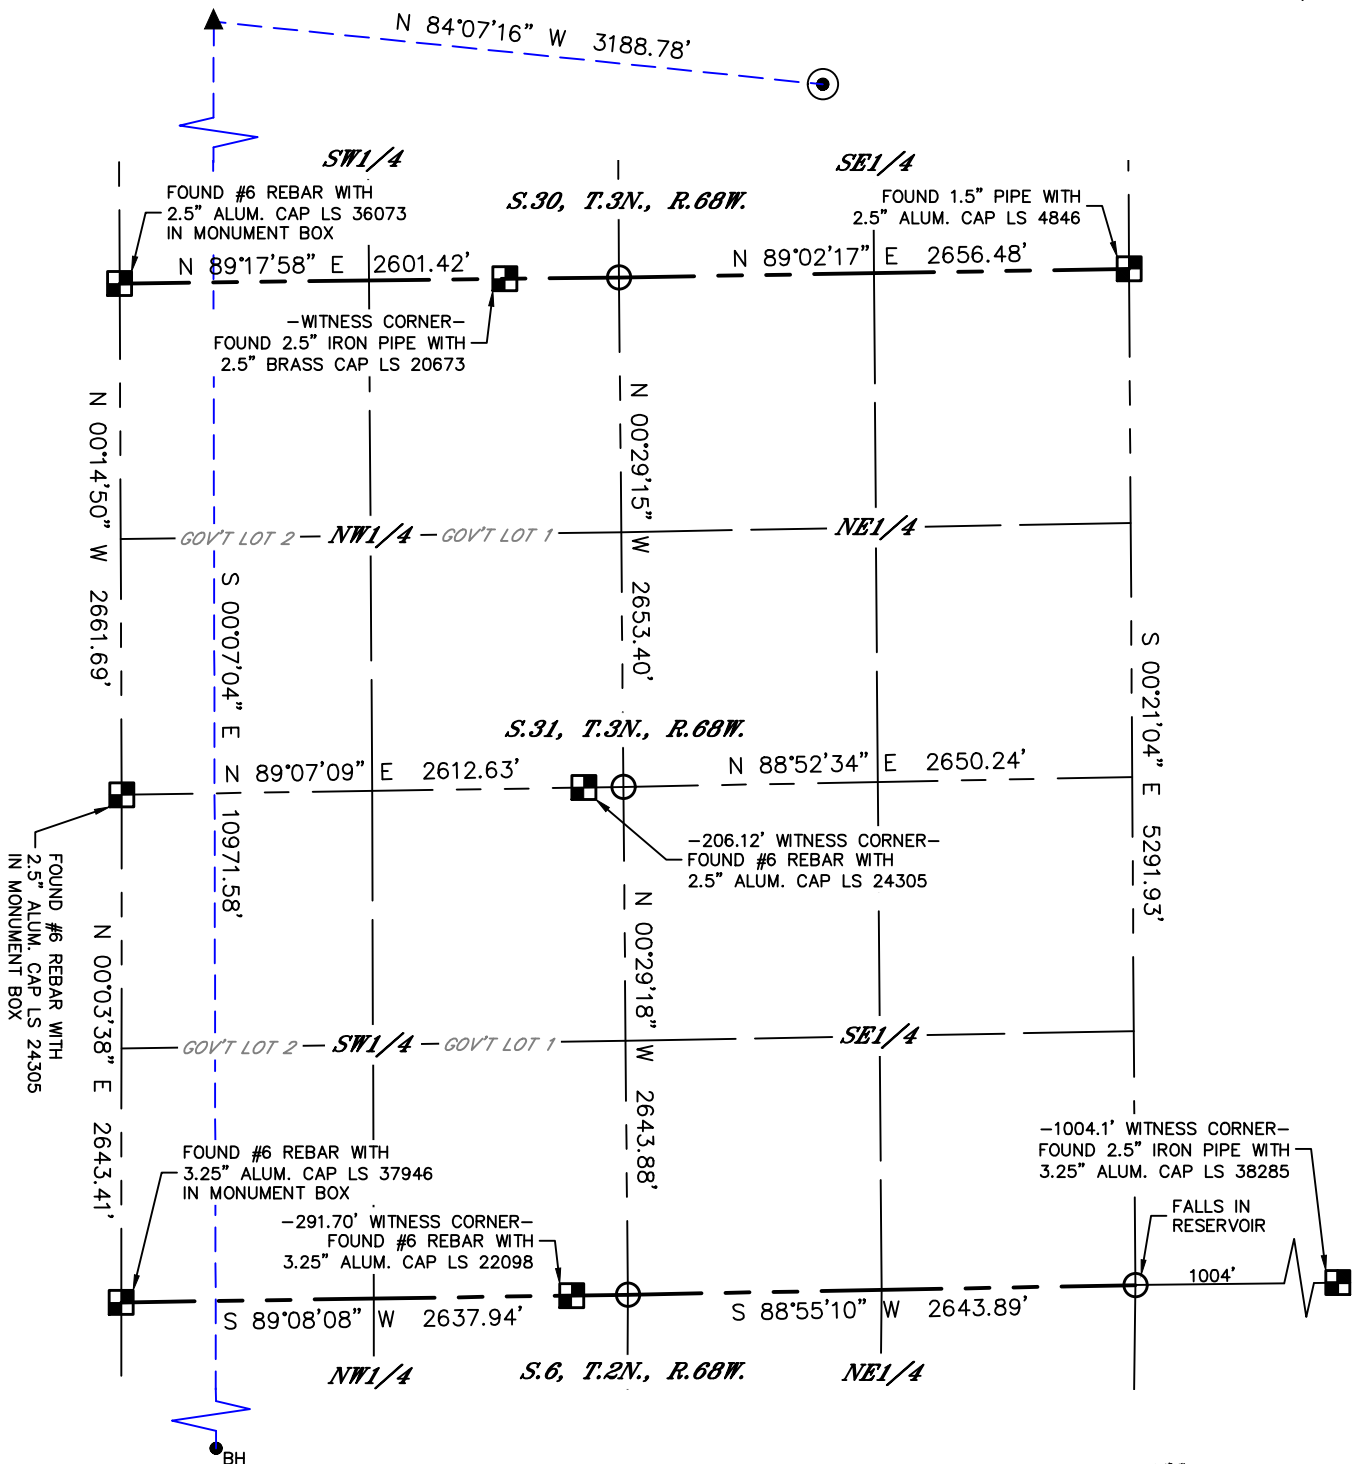 N 84°07'16" W 3188.78'
SW1/4
SE1/4
FOUND #6 REBAR WITH
2.5" ALUM. CAP LS 36073
IN MONUMENT BOX
S.30, T.3N., R.68W.
FOUND 1.5" PIPE WITH
2.5" ALUM. CAP LS 4846
N 89°17'58" E 2601.42'
N 89°02'17" E 2656.48'
-WITNESS CORNER-
FOUND 2.5" IRON PIPE WITH
2.5" BRASS CAP LS 20673
N 00°14'50" W 2661.69'
N 00°29'15" W 2653.40'
GOV'T LOT 2
NW1/4
GOV'T LOT 1
NE1/4
S 00°07'04" E 10971.58'
S 00°21'04" E 5291.93'
S.31, T.3N., R.68W.
N 89°07'09" E 2612.63'
N 88°52'34" E 2650.24'
-206.12' WITNESS CORNER-
FOUND #6 REBAR WITH
2.5" ALUM. CAP LS 24305
FOUND #6 REBAR WITH
2.5" ALUM. CAP LS 24305
IN MONUMENT BOX
N 00°03'38" E 2643.41'
N 00°29'18" W 2643.88'
GOV'T LOT 2
SW1/4
GOV'T LOT 1
SE1/4
FOUND #6 REBAR WITH
3.25" ALUM. CAP LS 37946
IN MONUMENT BOX
-1004.1' WITNESS CORNER-
FOUND 2.5" IRON PIPE WITH
3.25" ALUM. CAP LS 38285
-291.70' WITNESS CORNER-
FOUND #6 REBAR WITH
3.25" ALUM. CAP LS 22098
FALLS IN
RESERVOIR
1004'
S 89°08'08" W 2637.94'
S 88°55'10" W 2643.89'
NW1/4
S.6, T.2N., R.68W.
NE1/4
BH